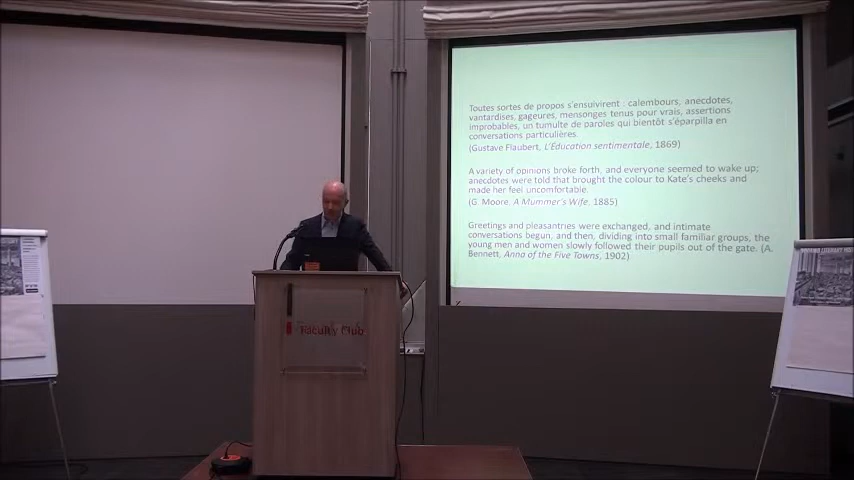 Toutes sortes de propos s'ensuivirent : calembours, anecdotes,
vantardises, gageures, mensonges tenus pour vrais, assertions
improbables, un tumulte de paroles qui bientôt s'éparpilla en
conversations particulières.
(Gustave Flaubert, L'Éducation sentimentale, 1869)
A variety of opinions broke forth, and everyone seemed to wake up;
anecdotes were told that brought the colour to Kate's cheeks and
made her feel uncomfortable.
(G. Moore, A Mummer's Wife, 1885)
Greetings and pleasantries were exchanged, and intimate
conversations begun, and then, dividing into small familiar groups, the
young men and women slowly followed their pupils out of the gate. (A.
Bennett, Anna of the Five Towns, 1902)
Faculty Club